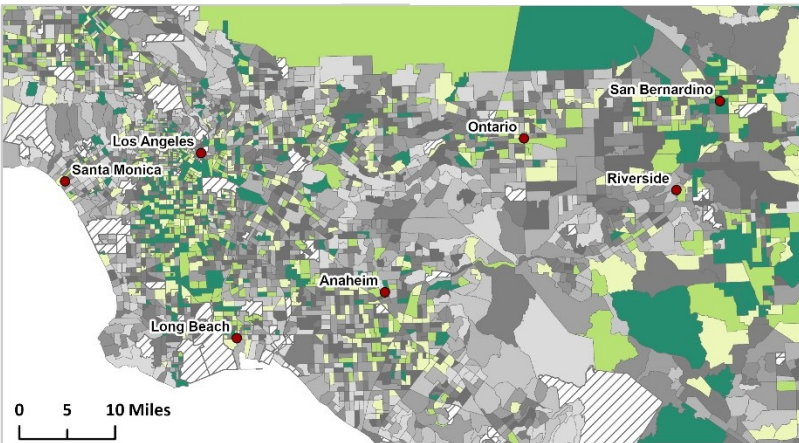 San Bernardino
Ontario
Los Angeles
Santa Monica
Riverside
Anaheim
Long Beach
0 5 10 Miles